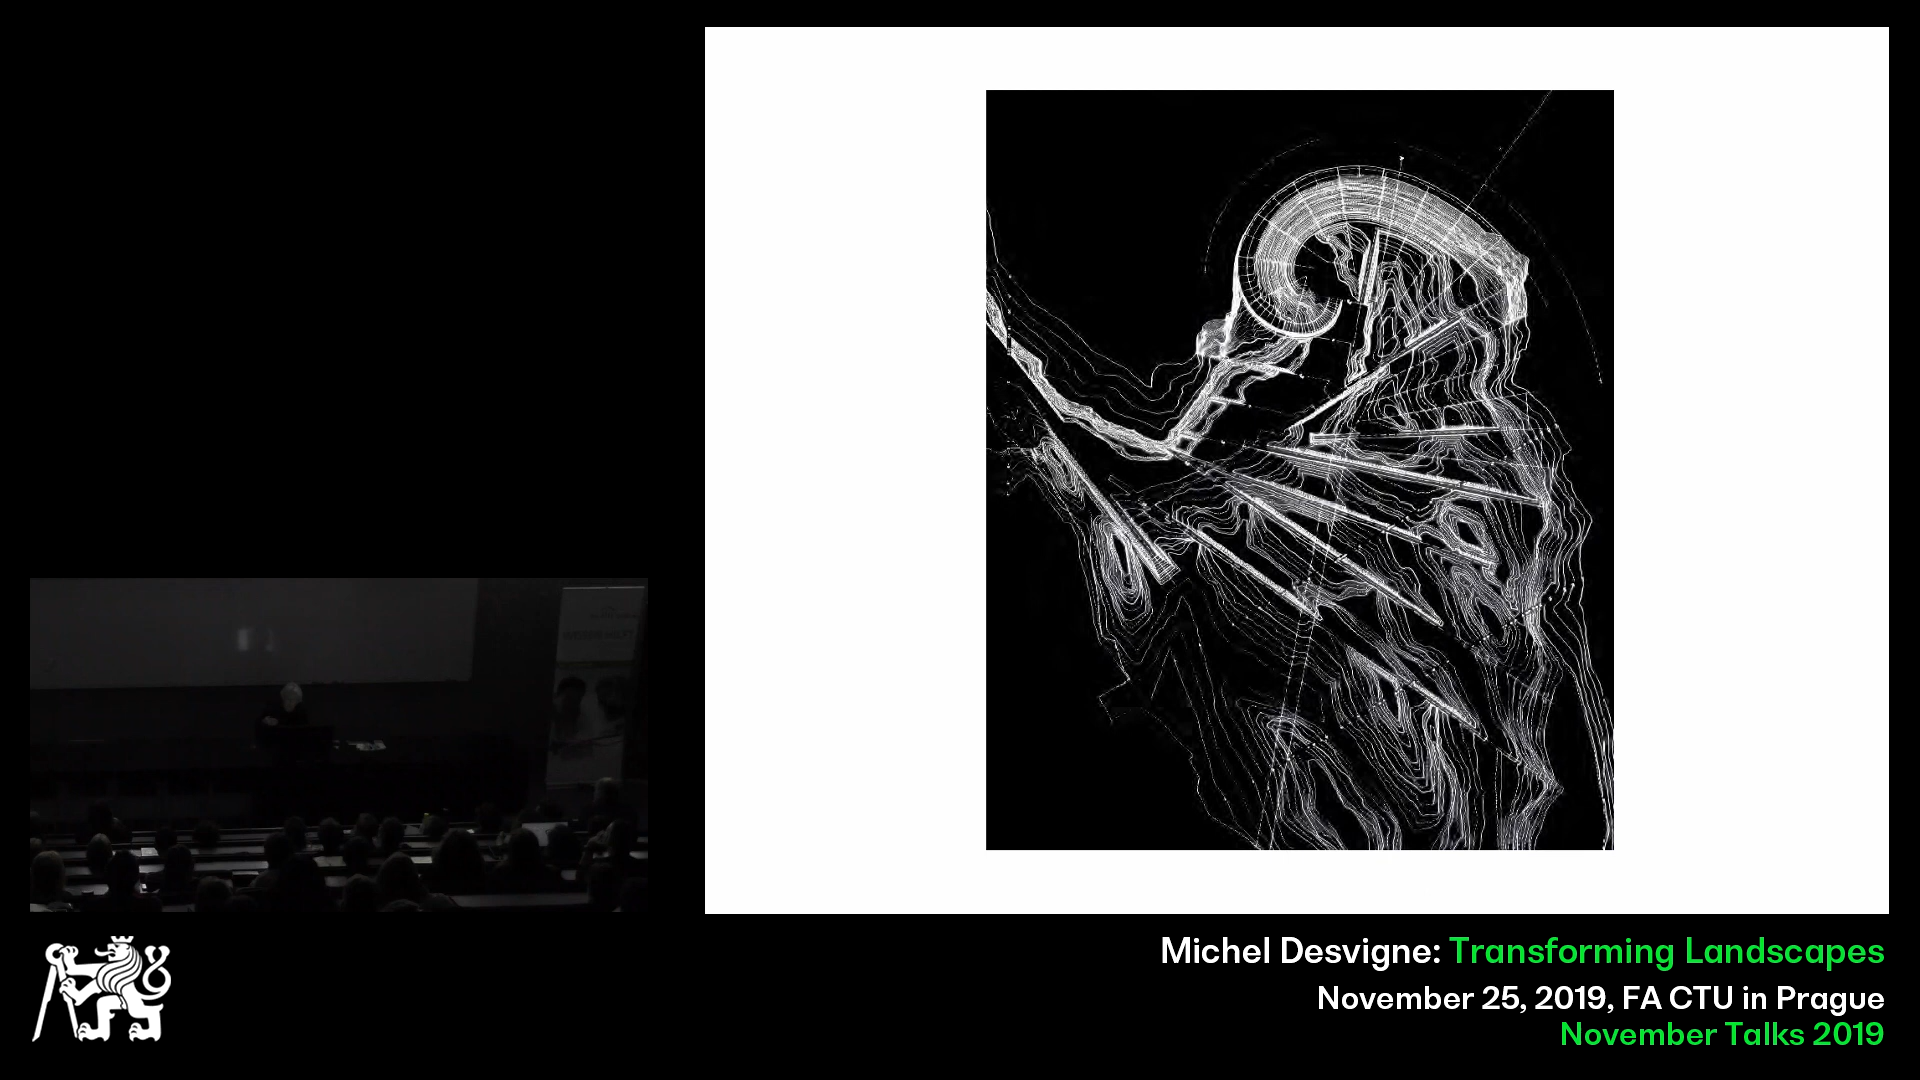 Michel Desvigne: Transforming Landscapes
November 25, 2019, FA CTU in Prague
November Talks 2019